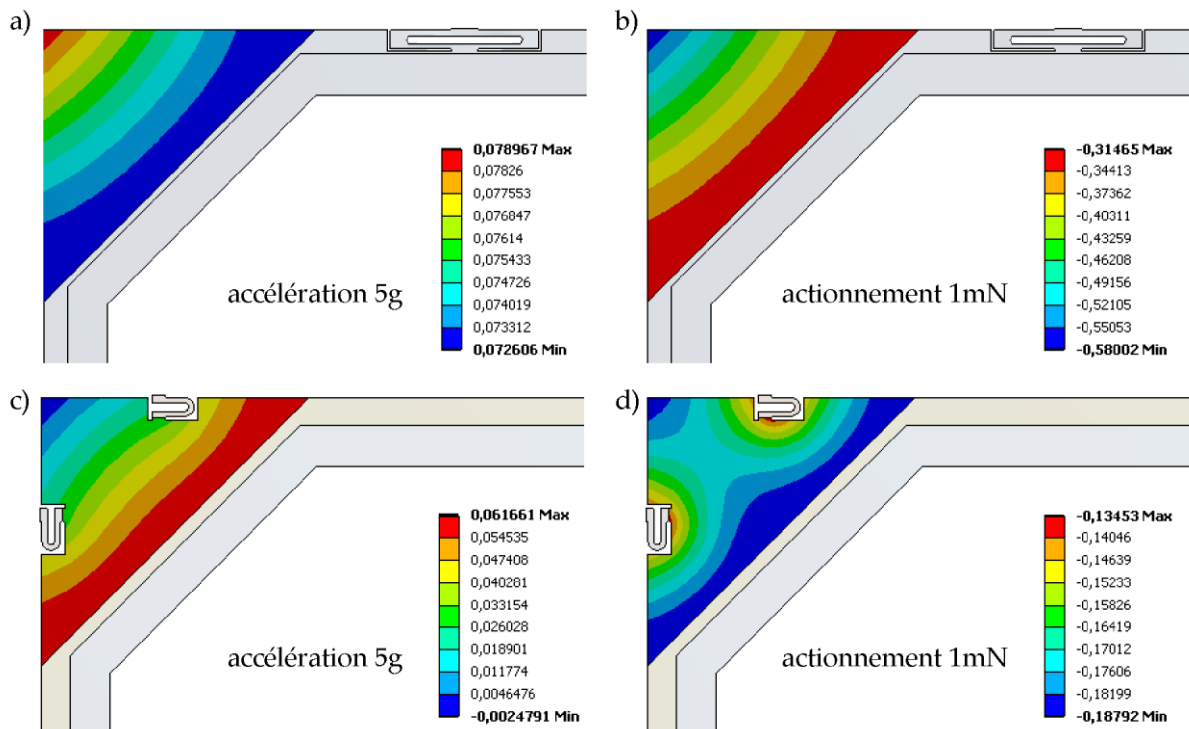 a)
0,078967 Max
0,07826
0,077553
0,076847
0,07614
0,075433
0,074726
0,074019
0,073312
0,072606 Min
accélération 5g
b)
-0,31465 Max
-0,34413
-0,37362
-0,40311
-0,43259
-0,46208
-0,49156
-0,52105
-0,55053
-0,58002 Min
actionnement 1mN
c)
0,061661 Max
0,054535
0,047408
0,040281
0,033154
0,026028
0,018901
0,011774
0,0046476
-0,0024791 Min
accélération 5g
d)
-0,13453 Max
-0,14046
-0,14639
-0,15233
-0,15826
-0,16419
-0,17012
-0,17606
-0,18199
-0,18792 Min
actionnement 1mN